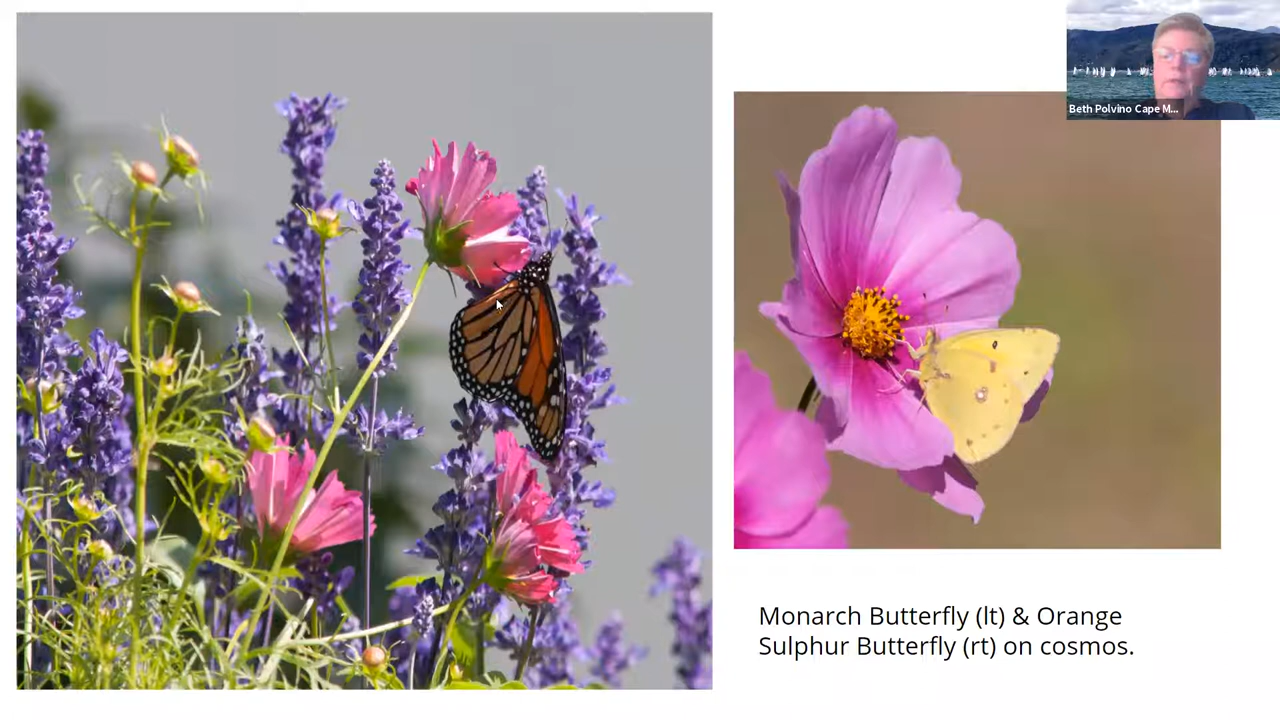 Beth Polvino Cape M...
Monarch Butterfly (lt) & Orange
Sulphur Butterfly (rt) on cosmos.